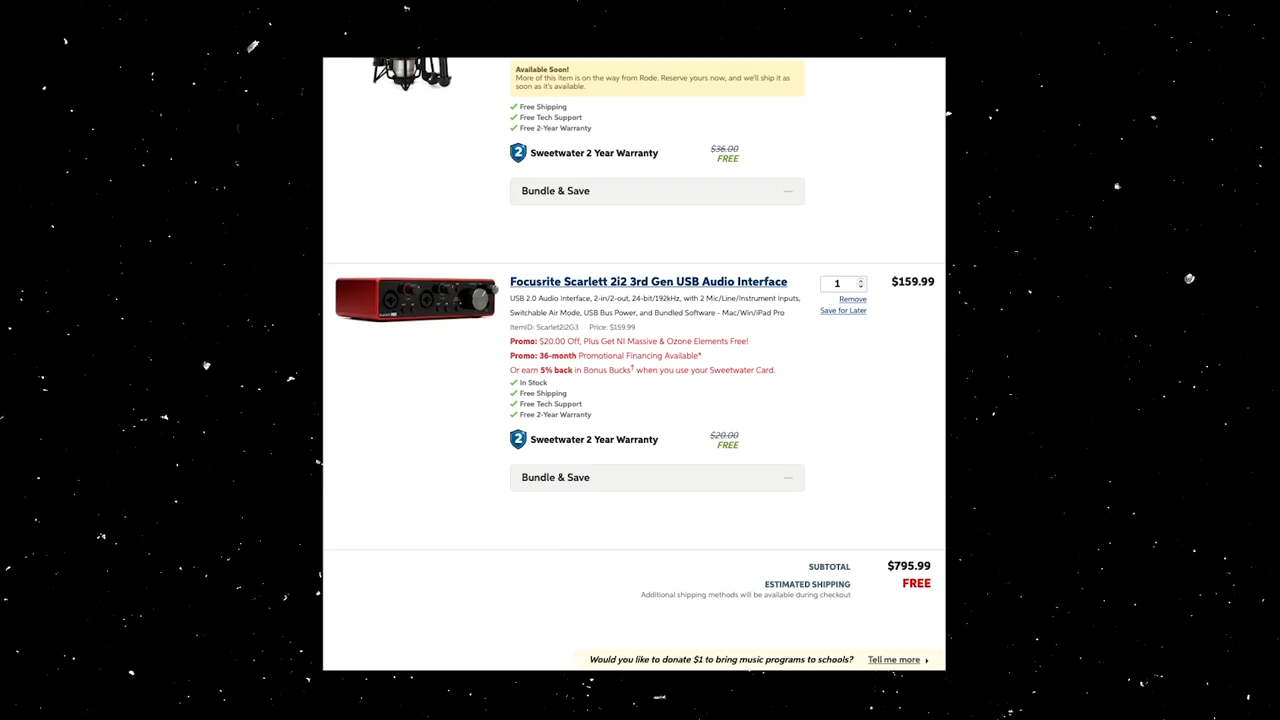 Available Soon!
More of this item is on the way from Rode. Reserve yours now, and we'll ship it as
soon as it's available.
Free Shipping
Free Tech Support
Free 2-Year Warranty
2 Sweetwater 2 Year Warranty $36.00
FREE
Bundle & Save
Focusrite Scarlett 2i2 3rd Gen USB Audio Interface 1 $159.99
USB 2.0 Audio Interface, 2-in/2-out, 24-bit/192kHz, with 2 Mic/Line/Instrument Inputs, Remove
Switchable Air Mode, USB Bus Power, and Bundled Software - Mac/Win/iPad Pro Save for Later
ItemID: Scarlet2i2G3 Price: $159.99
Promo: $20.00 Off, Plus Get NI Massive & Ozone Elements Free!
Promo: 36-month Promotional Financing Available*
Or earn 5% back in Bonus Bucks† when you use your Sweetwater Card.
In Stock
Free Shipping
Free Tech Support
Free 2-Year Warranty
2 Sweetwater 2 Year Warranty $20.00
FREE
Bundle & Save
SUBTOTAL $795.99
ESTIMATED SHIPPING FREE
Additional shipping methods will be available during checkout
Would you like to donate $1 to bring music programs to schools? Tell me more